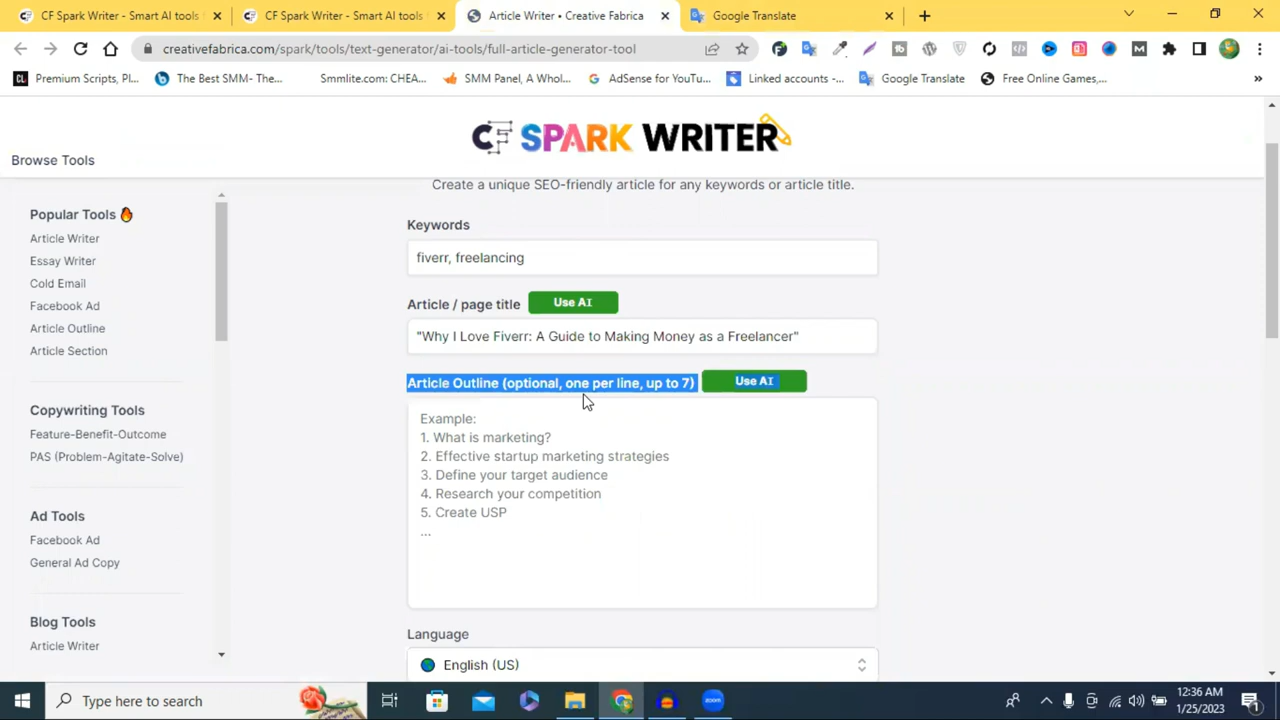 CF Spark Writer - Smart AI tools
CF Spark Writer - Smart AI tools
Article Writer • Creative Fabrica
Google Translate
creativefabrica.com/spark/tools/text-generator/ai-tools/full-article-generator-tool
Premium Scripts, Pl...
The Best SMM- The...
Smmlite.com: CHEA...
SMM Panel, A Whol...
AdSense for YouTu...
Linked accounts -...
Google Translate
Free Online Games,...
CF SPARK WRITER
Browse Tools
Create a unique SEO-friendly article for any keywords or article title.
Popular Tools
Article Writer
Essay Writer
Cold Email
Facebook Ad
Article Outline
Article Section
Copywriting Tools
Feature-Benefit-Outcome
PAS (Problem-Agitate-Solve)
Ad Tools
Facebook Ad
General Ad Copy
Blog Tools
Article Writer
Keywords
fiverr, freelancing
Article / page title
Use AI
"Why I Love Fiverr: A Guide to Making Money as a Freelancer"
Article Outline (optional, one per line, up to 7)
Use AI
Example:
1. What is marketing?
2. Effective startup marketing strategies
3. Define your target audience
4. Research your competition
5. Create USP
...
Language
English (US)
Type here to search
zoom
12:36 AM
1/25/2023